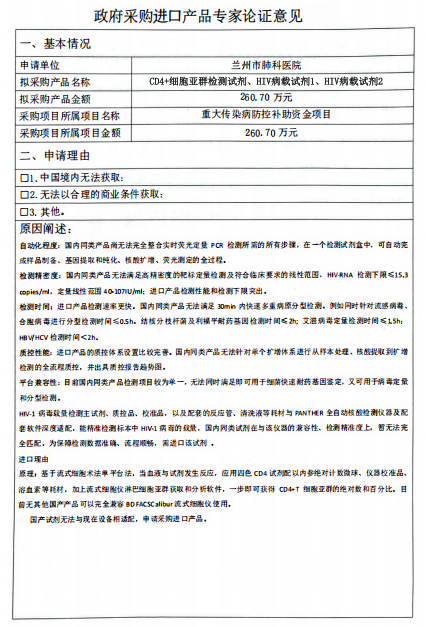 政府采购进口产品专家论证意见
一、基本情况
申请单位 兰州市肺科医院
拟采购产品名称 CD4+细胞亚群检测试剂、HIV病载试剂1、HIV病载试剂2
拟采购产品金额 260.70 万元
采购项目所属项目名称 重大传染病防控补助资金项目
采购项目所属项目金额 260.70 万元
二、申请理由
□1.中国境内无法获取:
□2.无法以合理的商业条件获取:
□3.其他。
原因阐述:
自动化程度:国内同类产品尚无法完全整合实时荧光定量 PCR 检测所需的所有步骤,在一个检测试剂盒中,可自动完
成样品制备、基因提取和纯化、核酸扩增、荧光测定的全过程。
检测精密度:国内同类产品无法满足高精密度的靶标定量检测及符合临床要求的线性范围,HIV-RNA 检测下限≤15.3
copies/ml,定量线性范围 40-107IU/ml;进口产品检测性能和检测下限突出。
检测时间:进口产品检测速率更快。国内同类产品无法满足 30min 内快速多重病原分型检测。例如同时针对流感病毒、
合胞病毒进行分型检测时间≤0.5h。结核分枝杆菌及利福平耐药基因检测时间≤2h;艾滋病毒定量检测时间≤1.5h;
HBV/HCV 检测时间<2h。
质控性能:进口产品的质控体系设置比较完善。国内同类产品无法针对单个扩增体系进行从样本处理、核酸提取到扩增
检测的全流程质控,并出具质控报告趋势图。
平台兼容性:目前国内同类产品检测项目较为单一,无法同时满足即可用于细菌快速耐药基因鉴定,又可用于病毒定量
和分型检测。
HIV-1 病毒载量检测主试剂、质控品、校准品,以及配套的反应管、清洗液等耗材与 PANTHER 全自动核酸检测仪器及配
套软件深度适配,能精准检测标本中 HIV-1 病毒的载量,国内同类试剂在与该仪器的兼容性、检测精准度上,暂无法完
全匹配,为保障检测数据准确、流程顺畅,需进口该试剂 。
进口理由
原理:基于流式细胞术法单平台法,当血液与试剂发生反应,应用四色 CD4 试剂配以内参绝对计数微球、仪器校准品、
溶血素等耗材,加上流式细胞仪淋巴细胞亚群获取和分析软件,一步即可获得 CD4+T 细胞亚群的绝对数和百分比。目
前无其他国产产品可以完全兼容 BD FACSCalibur 流式细胞仪使用。
国产试剂无法与现在设备相适配,申请采购进口产品。